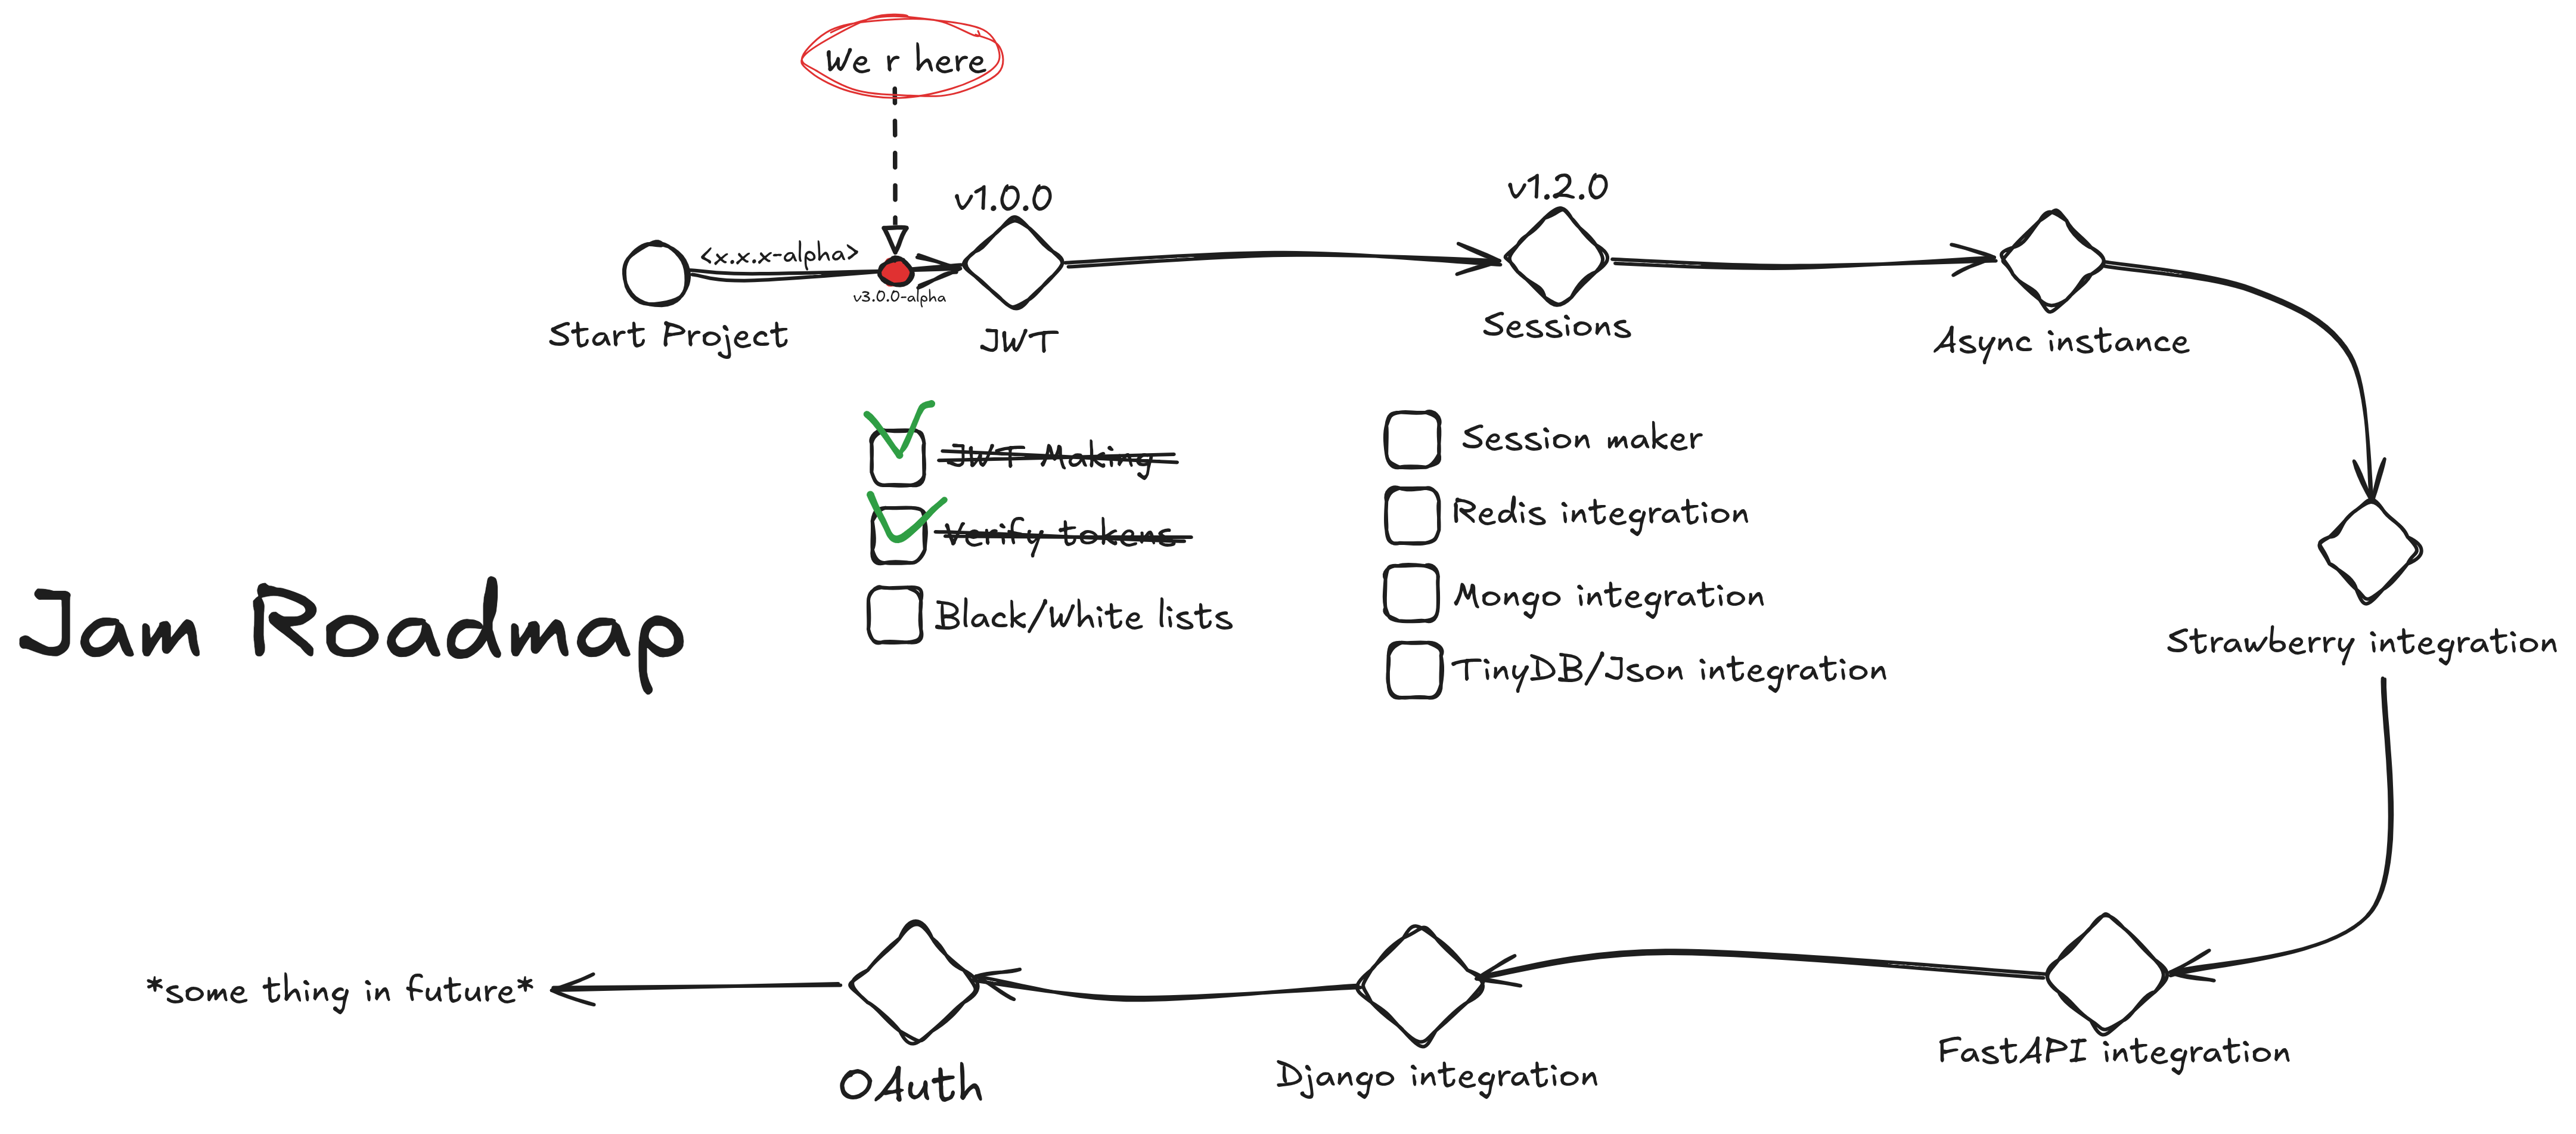 We r here
v1.0.0
v1.2.0
<x.x.x-alpha>
v3.0.0-alpha
Start Project
JWT
Sessions
Async instance
JWT Making
Verify tokens
Black/White lists
Session maker
Redis integration
Mongo integration
TinyDB/Json integration
Jam Roadmap
Strawberry integration
*some thing in future*
OAuth
Django integration
FastAPI integration